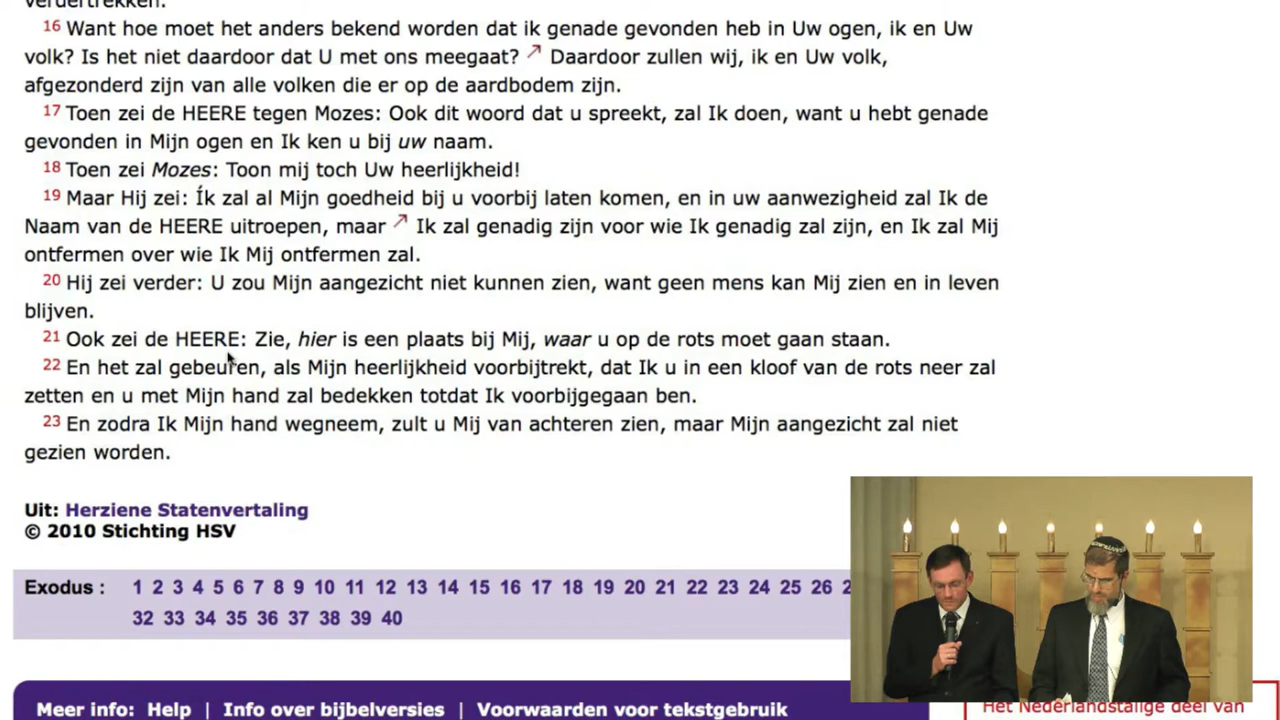 verdertrekken.
16 Want hoe moet het anders bekend worden dat ik genade gevonden heb in Uw ogen, ik en Uw
volk? Is het niet daardoor dat U met ons meegaat? Daardoor zullen wij, ik en Uw volk,
afgezonderd zijn van alle volken die er op de aardbodem zijn.
17 Toen zei de HEERE tegen Mozes: Ook dit woord dat u spreekt, zal Ik doen, want u hebt genade
gevonden in Mijn ogen en Ik ken u bij uw naam.
18 Toen zei Mozes: Toon mij toch Uw heerlijkheid!
19 Maar Hij zei: Ík zal al Mijn goedheid bij u voorbij laten komen, en in uw aanwezigheid zal Ik de
Naam van de HEERE uitroepen, maar Ik zal genadig zijn voor wie Ik genadig zal zijn, en Ik zal Mij
ontfermen over wie Ik Mij ontfermen zal.
20 Hij zei verder: U zou Mijn aangezicht niet kunnen zien, want geen mens kan Mij zien en in leven
blijven.
21 Ook zei de HEERE: Zie, hier is een plaats bij Mij, waar u op de rots moet gaan staan.
22 En het zal gebeuren, als Mijn heerlijkheid voorbijtrekt, dat Ik u in een kloof van de rots neer zal
zetten en u met Mijn hand zal bedekken totdat Ik voorbijgegaan ben.
23 En zodra Ik Mijn hand wegneem, zult u Mij van achteren zien, maar Mijn aangezicht zal niet
gezien worden.
Uit: Herziene Statenvertaling
© 2010 Stichting HSV
Exodus : 1 2 3 4 5 6 7 8 9 10 11 12 13 14 15 16 17 18 19 20 21 22 23 24 25 26
32 33 34 35 36 37 38 39 40
Meer info: Help | Info over bijbelversies | Voorwaarden voor tekstgebruik
Het Nederlandstalige deel van